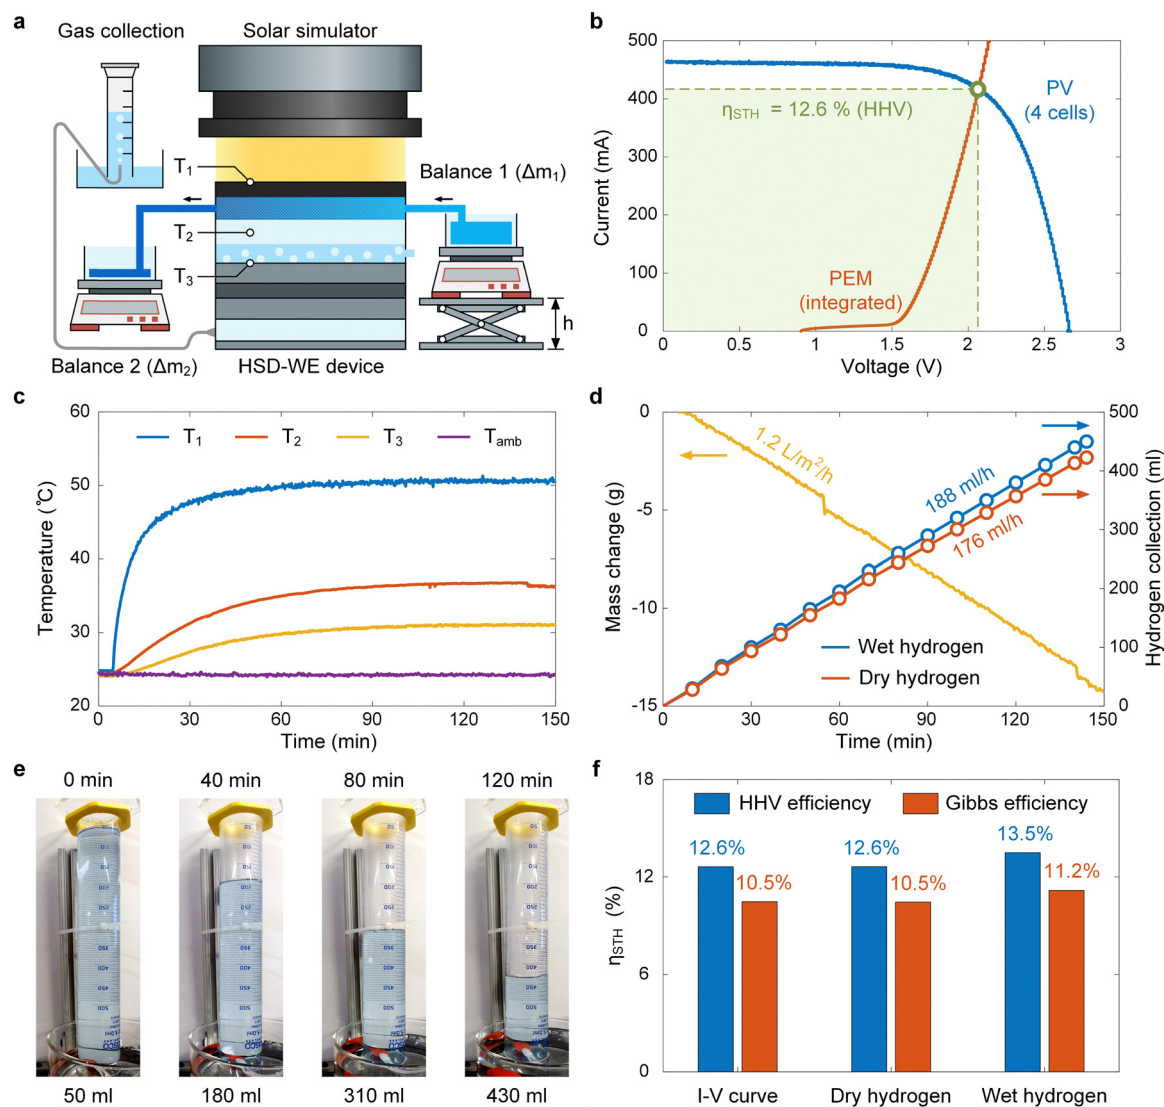 a
Gas collection
Solar simulator
T1
Balance 1 (Δm1)
T2
T3
h
Balance 2 (Δm2)
HSD-WE device
b
500
400
300
200
100
0
Current (mA)
ηSTH = 12.6 % (HHV)
PV
(4 cells)
PEM
(integrated)
0 0.5 1 1.5 2 2.5 3
Voltage (V)
c
60
50
40
30
20
Temperature (°C)
T1 T2 T3 Tamb
0 30 60 90 120 150
Time (min)
d
0
-5
-10
-15
Mass change (g)
1.2 L/m²/h
188 ml/h
176 ml/h
Wet hydrogen
Dry hydrogen
500
400
300
200
100
0
Hydrogen collection (ml)
0 30 60 90 120 150
Time (min)
e
0 min 40 min 80 min 120 min
50 ml 180 ml 310 ml 430 ml
f
18
12
6
0
ηSTH (%)
HHV efficiency Gibbs efficiency
12.6% 10.5%
12.6% 10.5%
13.5% 11.2%
I-V curve Dry hydrogen Wet hydrogen